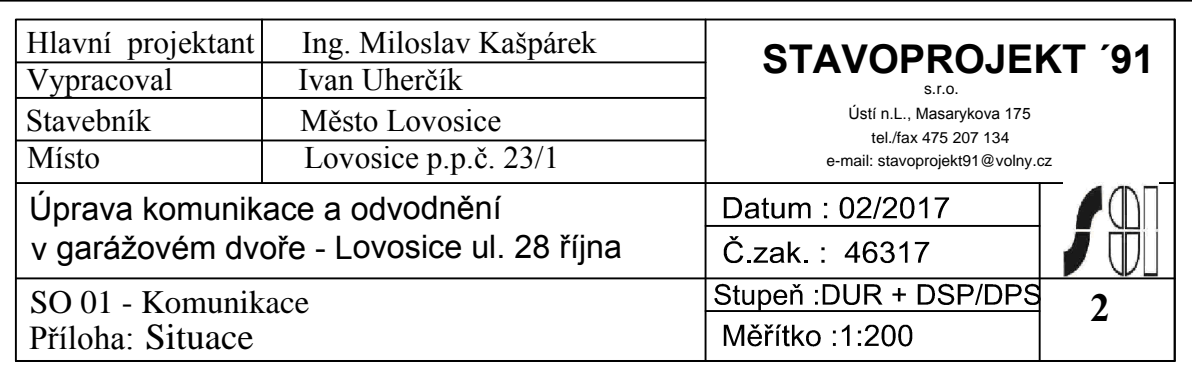 Hlavní projektant Ing. Miloslav Kašpárek
Vypracoval Ivan Uherčík
Stavebník Město Lovosice
Místo Lovosice p.p.č. 23/1
STAVOPROJEKT ´91
s.r.o.
Ústí n.L., Masarykova 175
tel./fax 475 207 134
e-mail: stavoprojekt91@volny.cz
Úprava komunikace a odvodnění
v garážovém dvoře - Lovosice ul. 28 října
Datum : 02/2017
Č.zak. : 46317
S91
SO 01 - Komunikace
Příloha: Situace
Stupeň :DUR + DSP/DPS
Měřítko :1:200
2